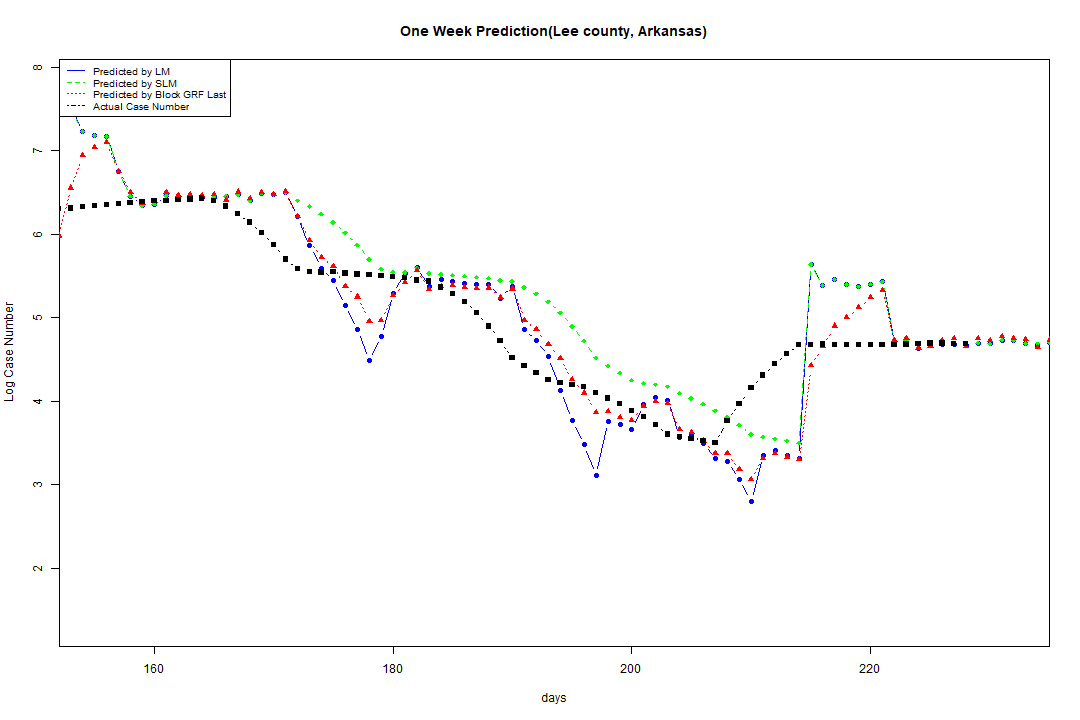 One Week Prediction(Lee county, Arkansas)
Predicted by LM
Predicted by SLM
Predicted by Block GRF Last
Actual Case Number
8
7
6
5
4
3
2
Log Case Number
160 180 200 220
days